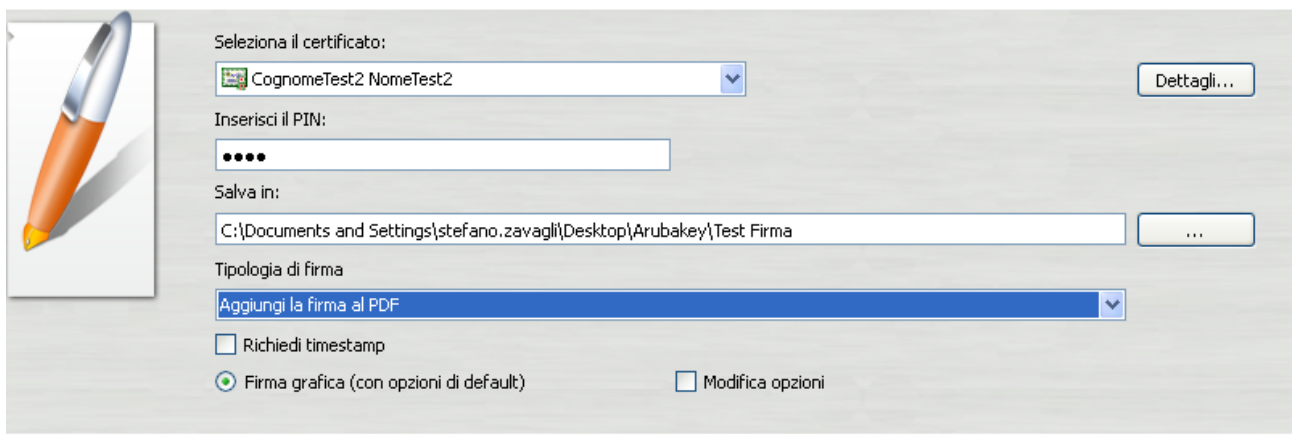 Seleziona il certificato:
CognomeTest2 NomeTest2
Dettagli...
Inserisci il PIN:
●●●●
Salva in:
C:\Documents and Settings\stefano.zavagli\Desktop\Arubakey\Test Firma
...
Tipologia di firma
Aggiungi la firma al PDF
Richiedi timestamp
Firma grafica (con opzioni di default)
Modifica opzioni